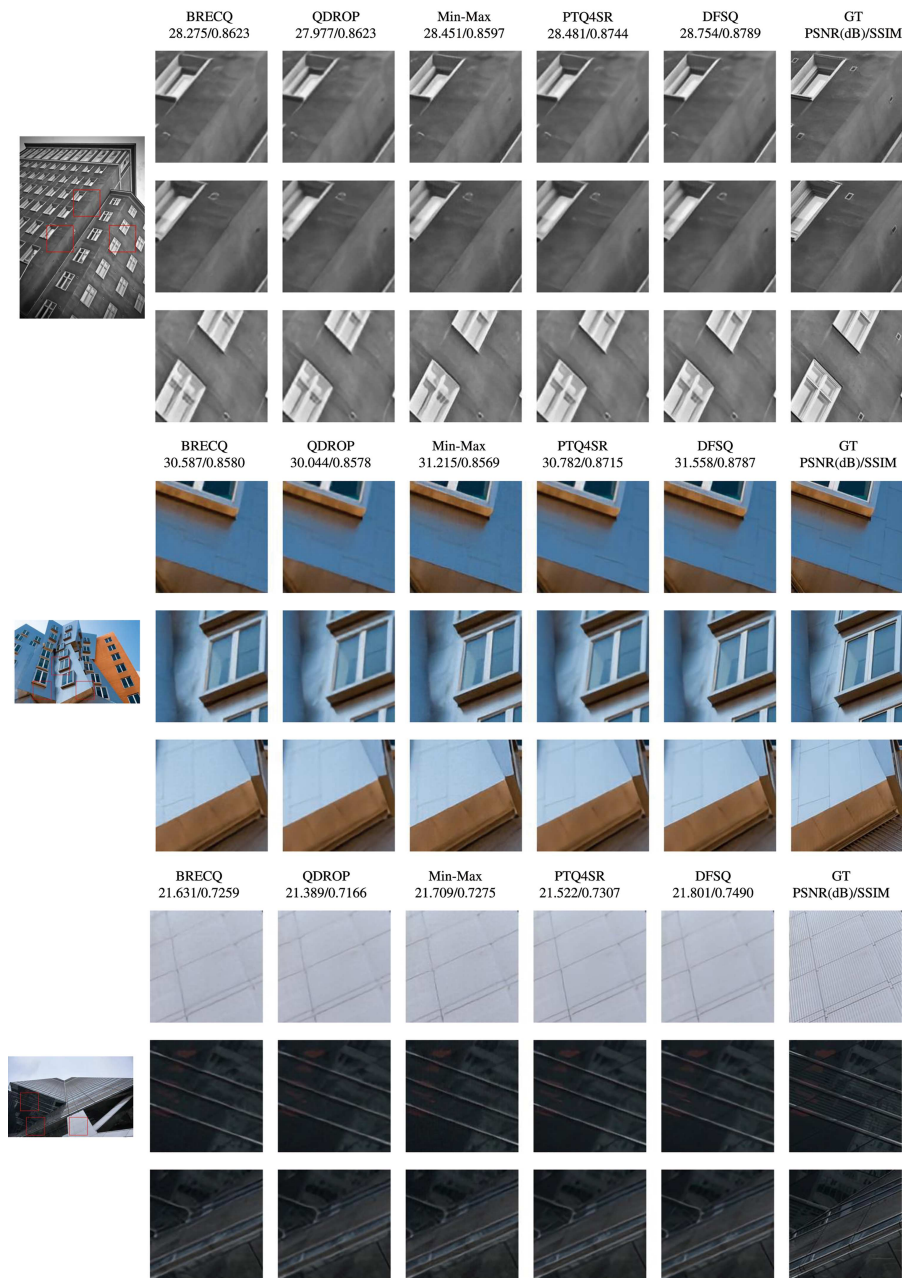 BRECQ QDROP Min-Max PTQ4SR DFSQ GT
28.275/0.8623 27.977/0.8623 28.451/0.8597 28.481/0.8744 28.754/0.8789 PSNR(dB)/SSIM
BRECQ QDROP Min-Max PTQ4SR DFSQ GT
30.587/0.8580 30.044/0.8578 31.215/0.8569 30.782/0.8715 31.558/0.8787 PSNR(dB)/SSIM
BRECQ QDROP Min-Max PTQ4SR DFSQ GT
21.631/0.7259 21.389/0.7166 21.709/0.7275 21.522/0.7307 21.801/0.7490 PSNR(dB)/SSIM